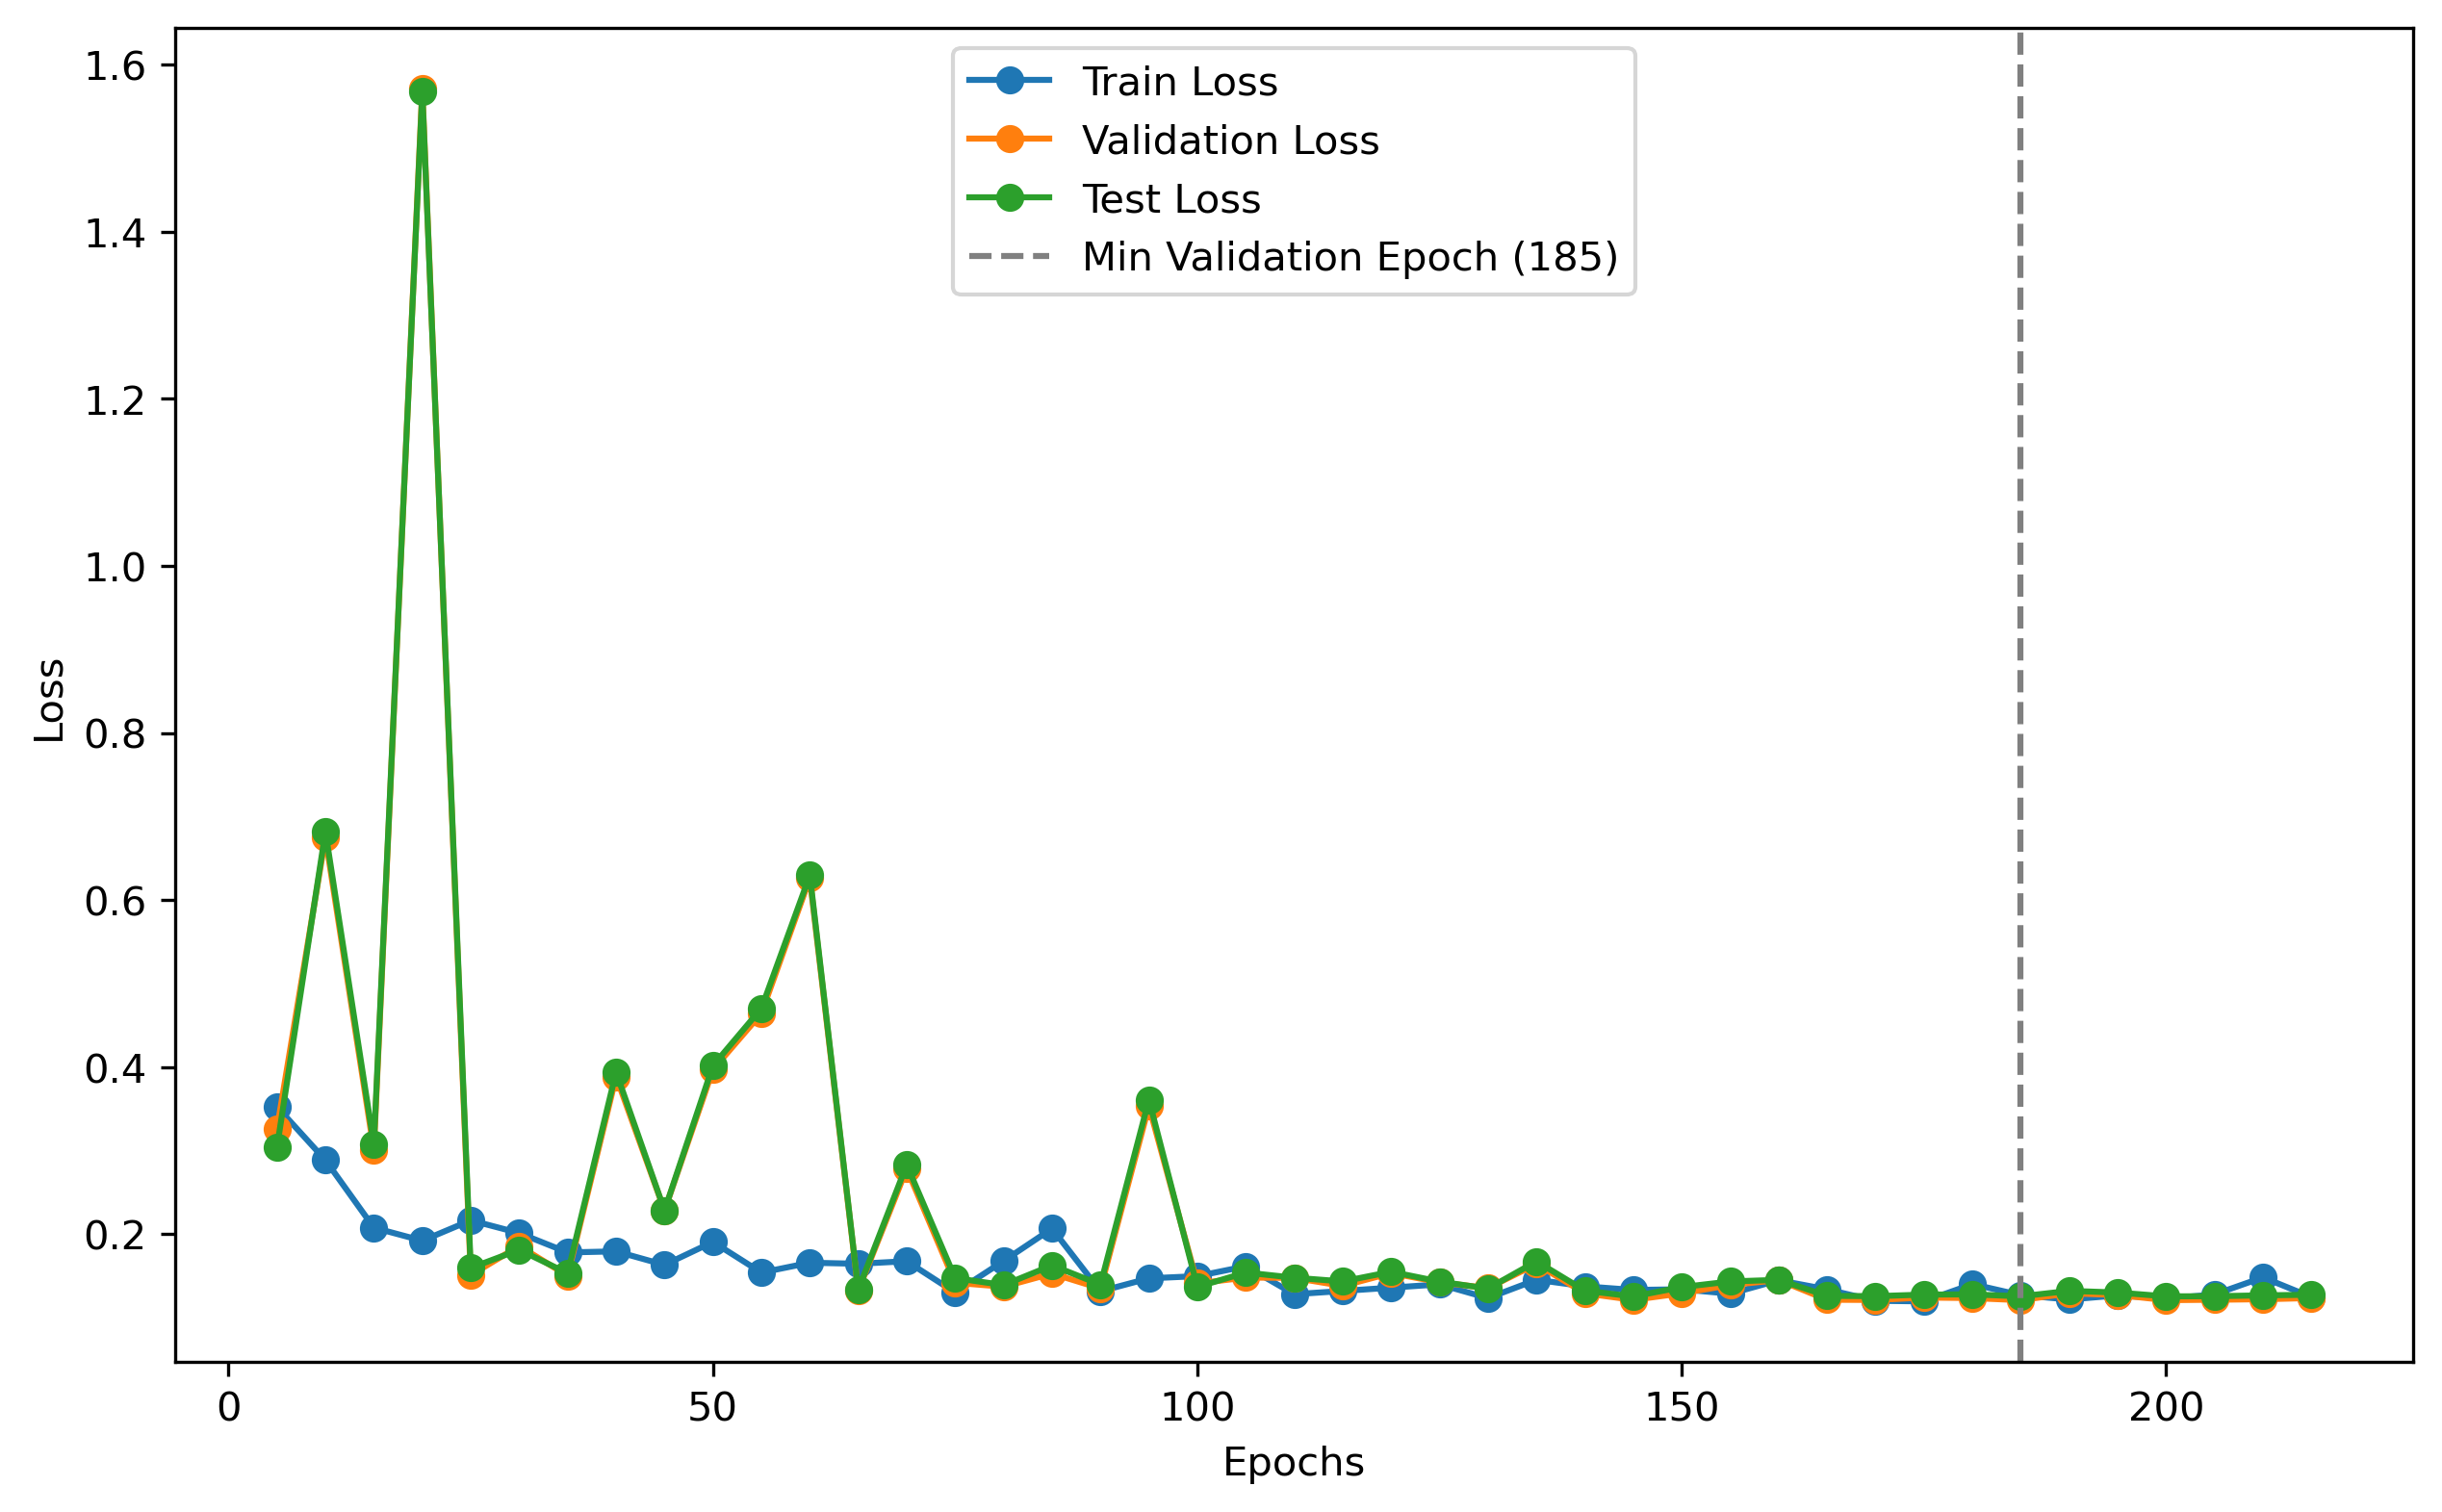 1.6
1.4
1.2
1.0
0.8
0.6
0.4
0.2
Loss
Train Loss
Validation Loss
Test Loss
Min Validation Epoch (185)
0 50 100 150 200
Epochs